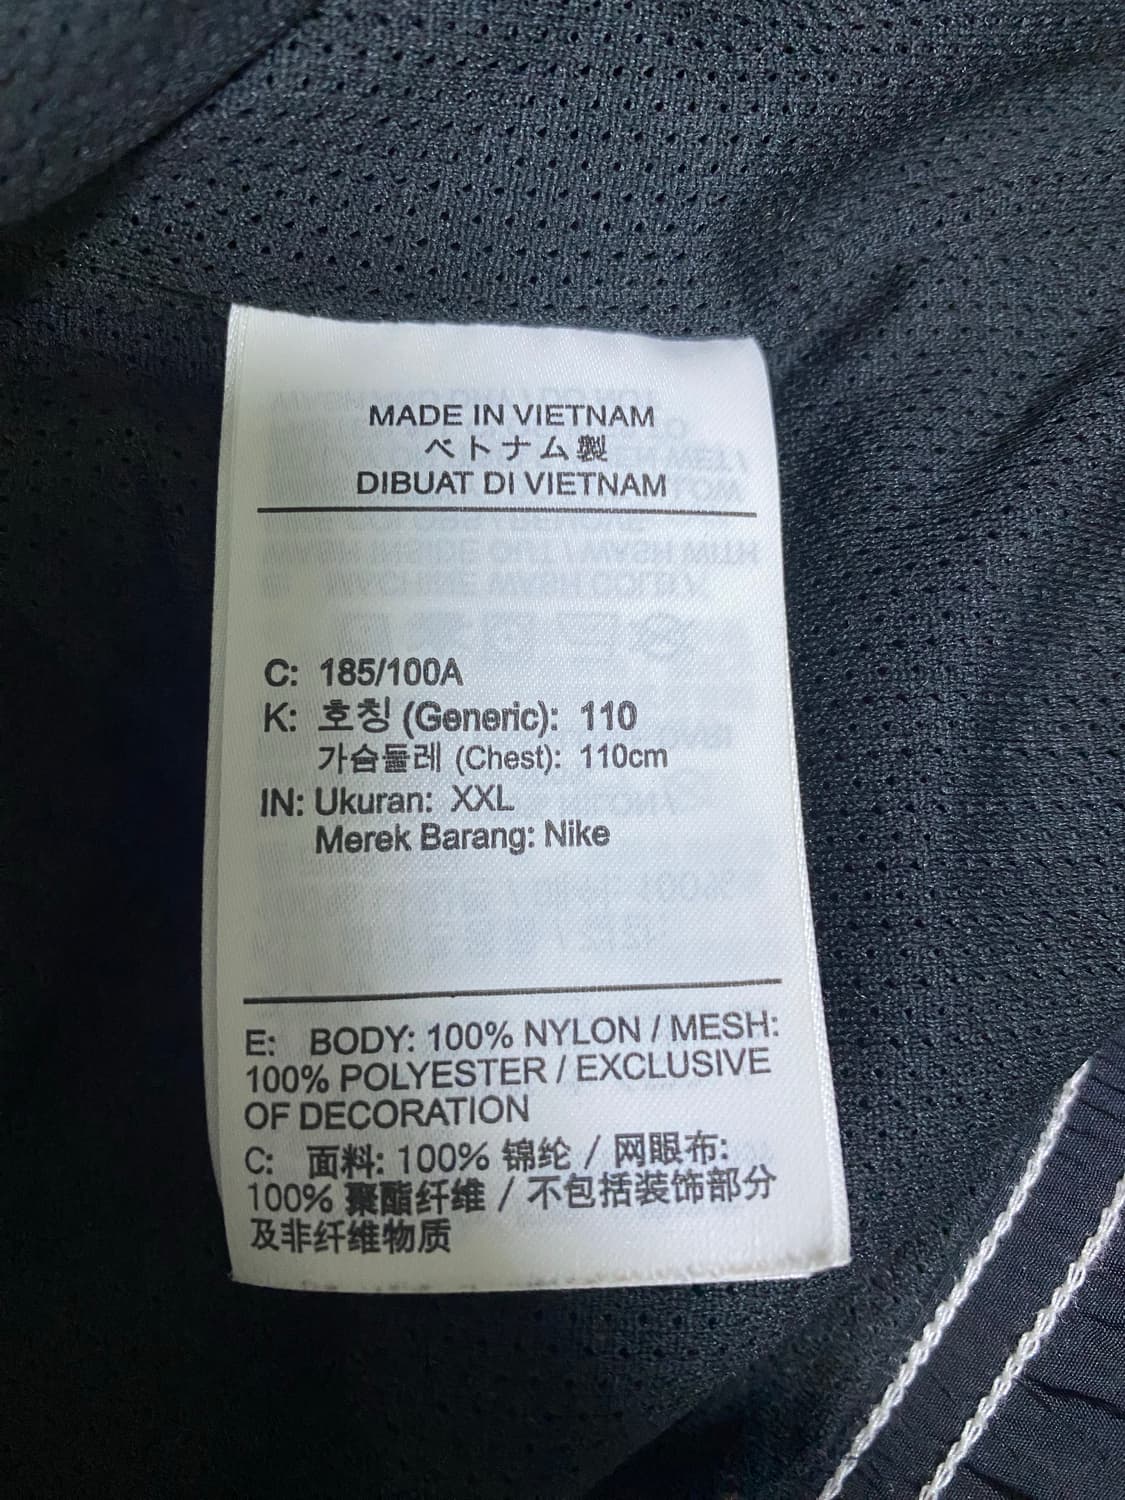 MADE IN VIETNAM
ベトナム製
DIBUAT DI VIETNAM
C: 185/100A
K: 호칭 (Generic): 110
가슴둘레 (Chest): 110cm
IN: Ukuran: XXL
Merek Barang: Nike
E: BODY: 100% NYLON / MESH:
100% POLYESTER / EXCLUSIVE
OF DECORATION
C: 面料: 100% 锦纶 / 网眼布:
100% 聚酯纤维 / 不包括装饰部分
及非纤维物质